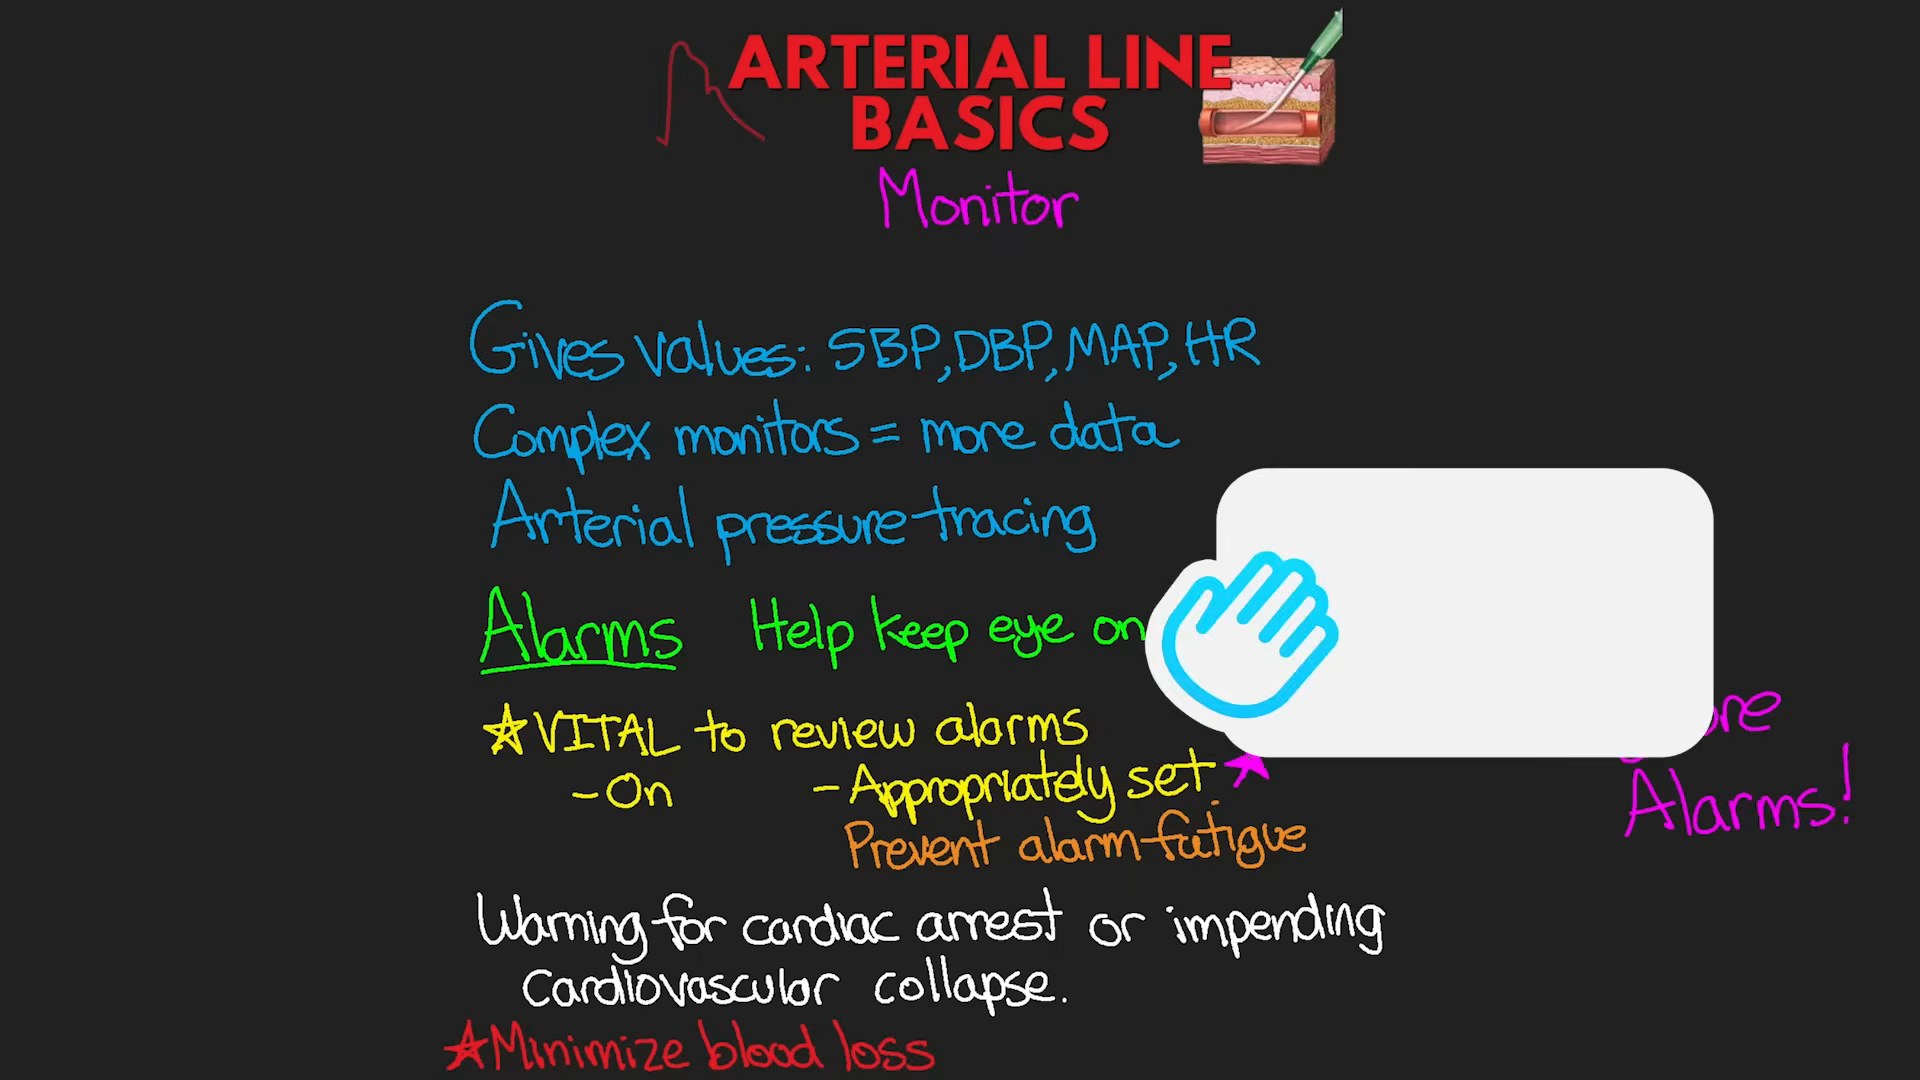 ARTERIAL LINE
BASICS
Monitor
Gives values: SBP, DBP, MAP, HR
Complex monitors = more data
Arterial pressure tracing
Alarms Help keep eye on
☆VITAL to review alarms
-On -Appropriately set ★
Alarms!
Prevent alarm fatigue
Warning for cardiac arrest or impending
cardiovascular collapse.
☆Minimize blood loss